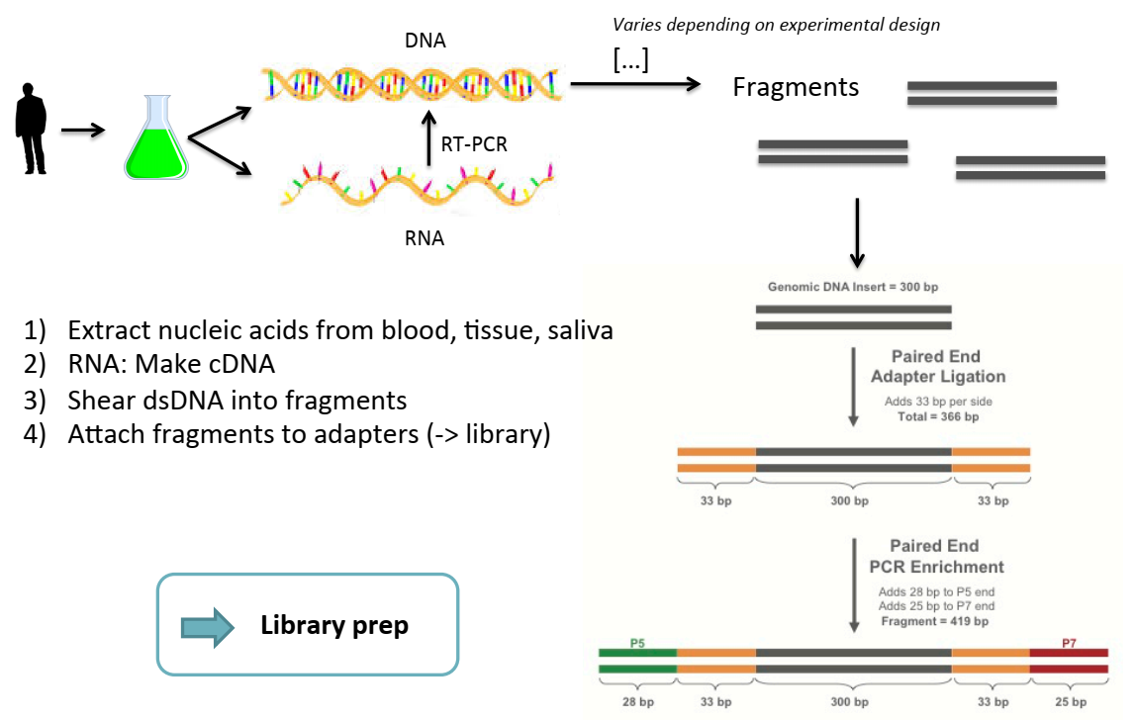 Varies depending on experimental design
DNA
[...]
Fragments
RT-PCR
RNA
1) Extract nucleic acids from blood, tissue, saliva
2) RNA: Make cDNA
3) Shear dsDNA into fragments
4) Attach fragments to adapters (-> library)
Library prep
Genomic DNA Insert = 300 bp
Paired End
Adapter Ligation
Adds 33 bp per side
Total = 366 bp
33 bp 300 bp 33 bp
Paired End
PCR Enrichment
Adds 28 bp to P5 end
Adds 25 bp to P7 end
Fragment = 419 bp
P5 P7
28 bp 33 bp 300 bp 33 bp 25 bp